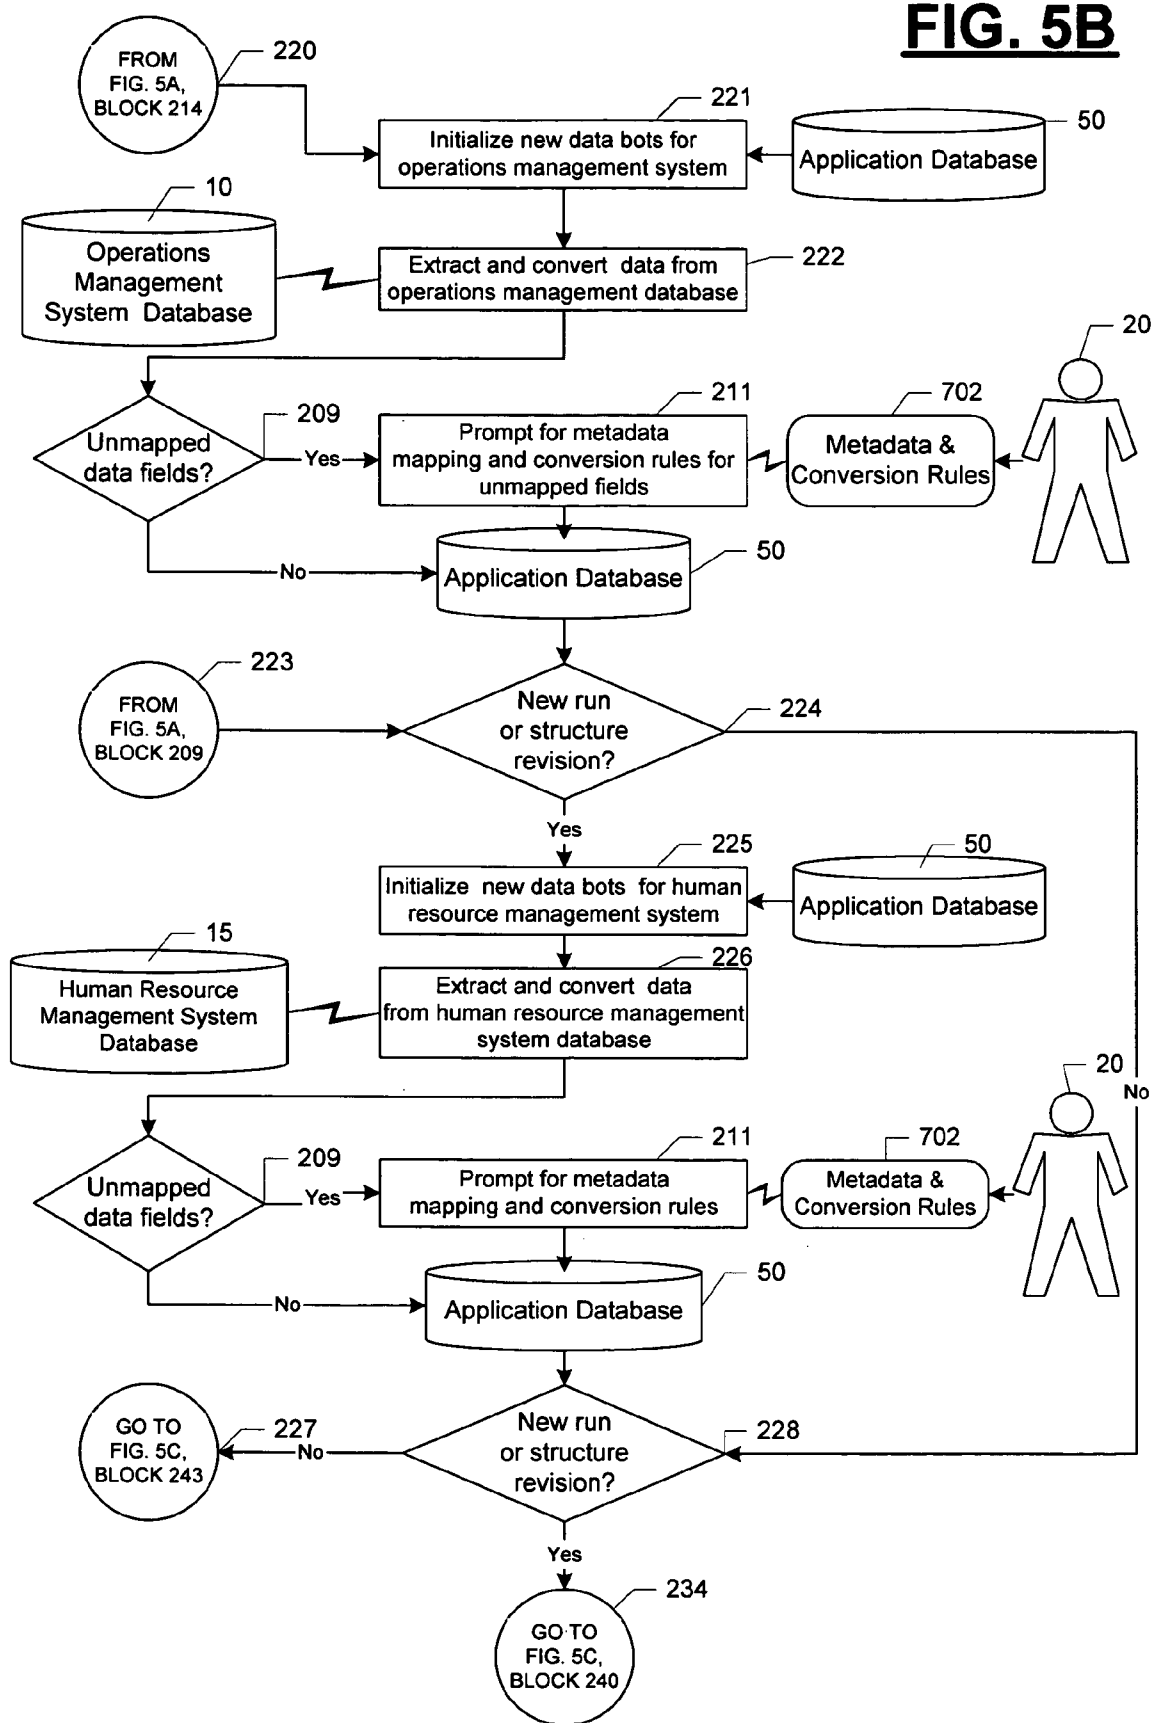 FIG. 5B
FROM
FIG. 5A,
BLOCK 214
220
221
Initialize new data bots for
operations management system
50
Application Database
10
Operations
Management
System Database
222
Extract and convert data from
operations management database
20
Unmapped
data fields?
209
Yes
211
Prompt for metadata
mapping and conversion rules for
unmapped fields
702
Metadata &
Conversion Rules
No
50
Application Database
FROM
FIG. 5A,
BLOCK 209
223
New run
or structure
revision?
224
Yes
225
Initialize new data bots for human
resource management system
50
Application Database
15
Human Resource
Management System
Database
226
Extract and convert data
from human resource management
system database
20
No
Unmapped
data fields?
209
Yes
211
Prompt for metadata
mapping and conversion rules
702
Metadata &
Conversion Rules
No
50
Application Database
GO TO
FIG. 5C,
BLOCK 243
227
No
New run
or structure
revision?
228
Yes
234
GO TO
FIG. 5C,
BLOCK 240